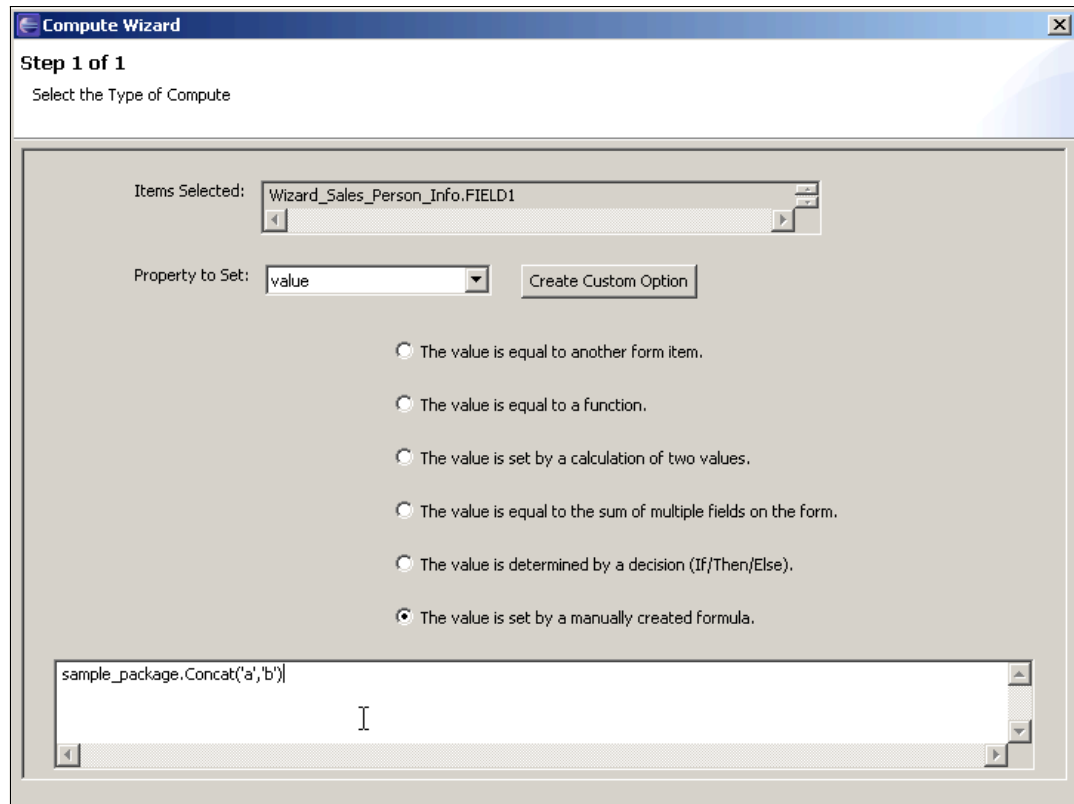 Compute Wizard
Step 1 of 1
Select the Type of Compute
Items Selected:
Wizard_Sales_Person_Info.FIELD1
Property to Set:
value
Create Custom Option
The value is equal to another form item.
The value is equal to a function.
The value is set by a calculation of two values.
The value is equal to the sum of multiple fields on the form.
The value is determined by a decision (If/Then/Else).
The value is set by a manually created formula.
sample_package.Concat('a','b')